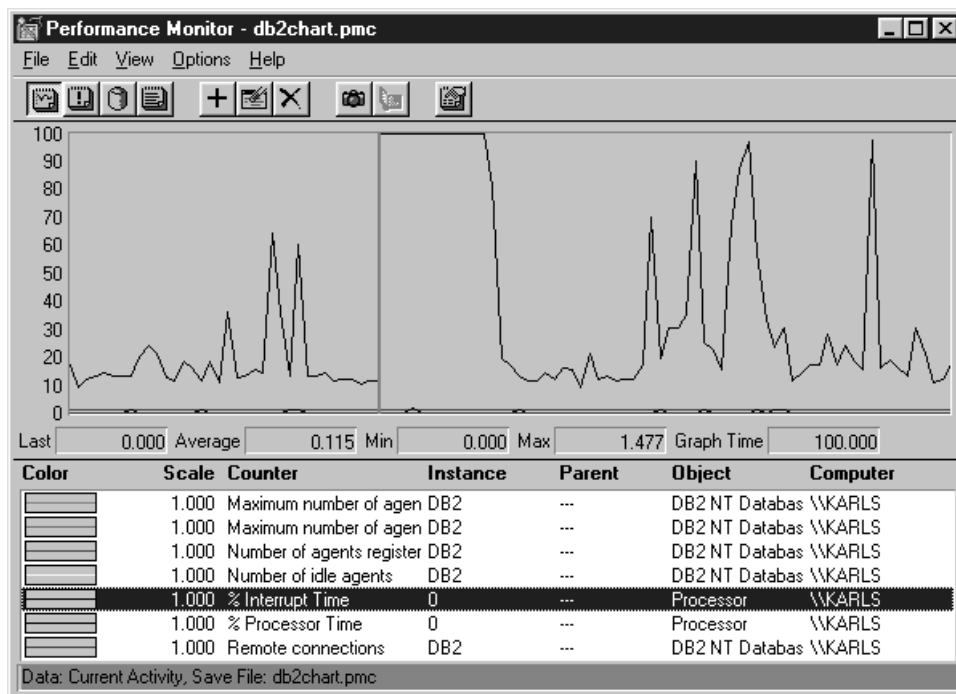 Performance Monitor - db2chart.pmc
File Edit View Options Help
100
90
80
70
60
50
40
30
20
10
0
Last 0.000 Average 0.115 Min 0.000 Max 1.477 Graph Time 100.000
Color Scale Counter Instance Parent Object Computer
1.000 Maximum number of agen DB2 --- DB2 NT Databas \\KARLS
1.000 Maximum number of agen DB2 --- DB2 NT Databas \\KARLS
1.000 Number of agents register DB2 --- DB2 NT Databas \\KARLS
1.000 Number of idle agents DB2 --- DB2 NT Databas \\KARLS
1.000 % Interrupt Time 0 --- Processor \\KARLS
1.000 % Processor Time 0 --- Processor \\KARLS
1.000 Remote connections DB2 --- DB2 NT Databas \\KARLS
Data: Current Activity, Save File: db2chart.pmc